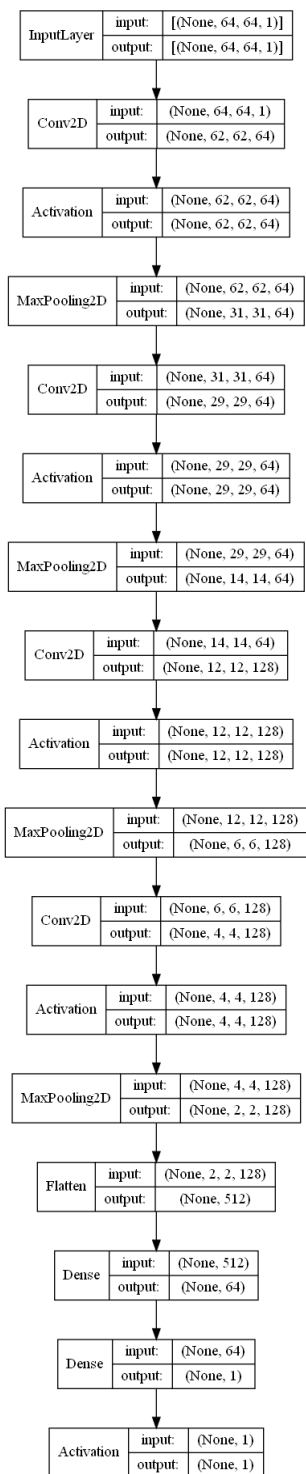 InputLayer input: [(None, 64, 64, 1)]
output: [(None, 64, 64, 1)]
Conv2D input: (None, 64, 64, 1)
output: (None, 62, 62, 64)
Activation input: (None, 62, 62, 64)
output: (None, 62, 62, 64)
MaxPooling2D input: (None, 62, 62, 64)
output: (None, 31, 31, 64)
Conv2D input: (None, 31, 31, 64)
output: (None, 29, 29, 64)
Activation input: (None, 29, 29, 64)
output: (None, 29, 29, 64)
MaxPooling2D input: (None, 29, 29, 64)
output: (None, 14, 14, 64)
Conv2D input: (None, 14, 14, 64)
output: (None, 12, 12, 128)
Activation input: (None, 12, 12, 128)
output: (None, 12, 12, 128)
MaxPooling2D input: (None, 12, 12, 128)
output: (None, 6, 6, 128)
Conv2D input: (None, 6, 6, 128)
output: (None, 4, 4, 128)
Activation input: (None, 4, 4, 128)
output: (None, 4, 4, 128)
MaxPooling2D input: (None, 4, 4, 128)
output: (None, 2, 2, 128)
Flatten input: (None, 2, 2, 128)
output: (None, 512)
Dense input: (None, 512)
output: (None, 64)
Dense input: (None, 64)
output: (None, 1)
Activation input: (None, 1)
output: (None, 1)